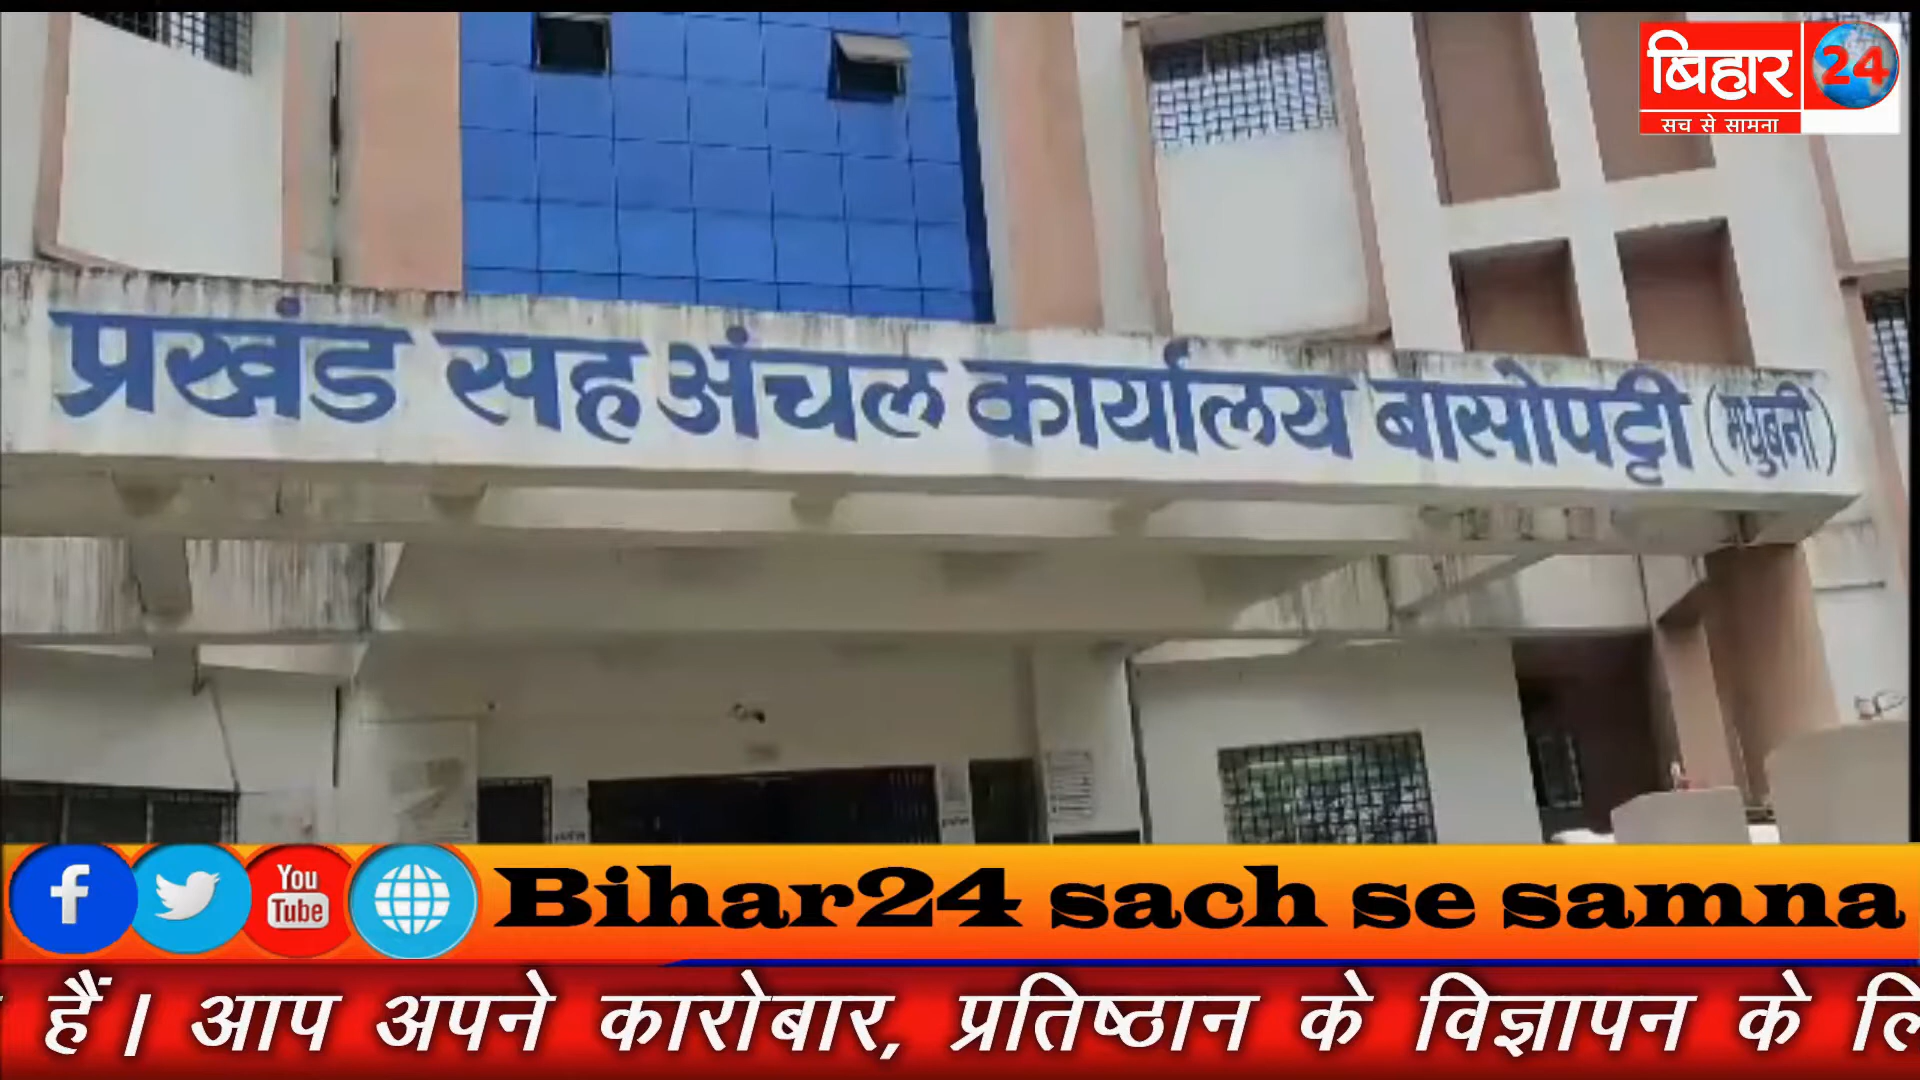 बिहार 24
सच से सामना
प्रखंड सह अंचल कार्यालय बासोपट्टी (मधुबनी)
You
Tube
Bihar24 sach se samna
हैं। आप अपने कारोबार, प्रतिष्ठान के विज्ञापन के लि